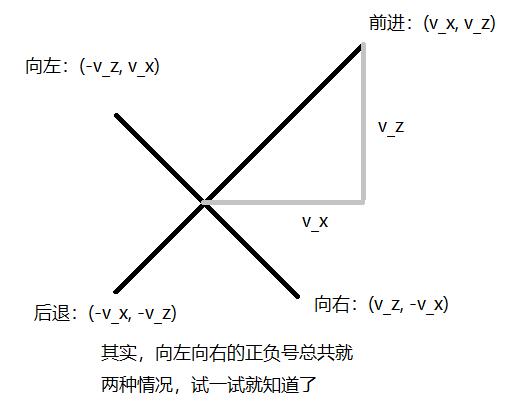 前进：(v_x, v_z)
向左：(-v_z, v_x)
v_z
v_x
后退：(-v_x, -v_z)
向右：(v_z, -v_x)
其实，向左向右的正负号总共就
两种情况，试一试就知道了